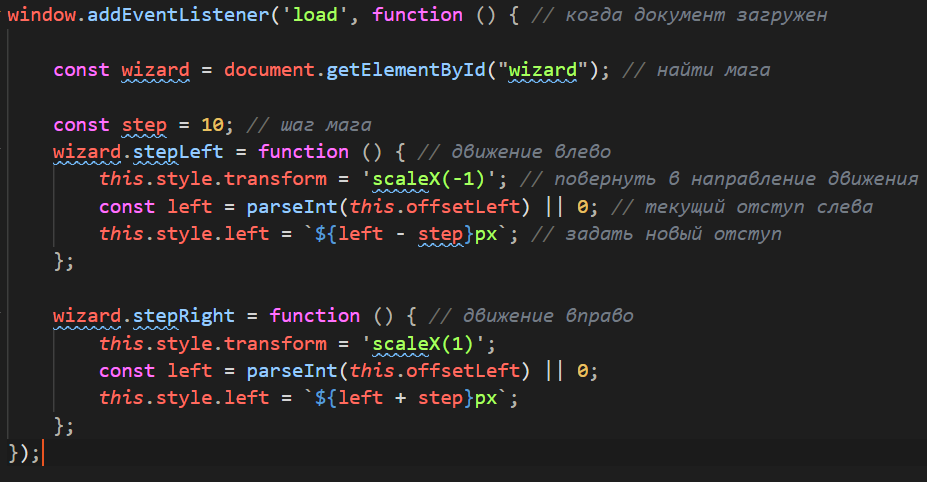 window.addEventListener('load', function () { // когда документ загружен
const wizard = document.getElementById("wizard"); // найти мага
const step = 10; // шаг мага
wizard.stepLeft = function () { // движение влево
this.style.transform = 'scaleX(-1)'; // повернуть в направление движения
const left = parseInt(this.offsetLeft) || 0; // текущий отступ слева
this.style.left = `${left - step}px`; // задать новый отступ
};
wizard.stepRight = function () { // движение вправо
this.style.transform = 'scaleX(1)';
const left = parseInt(this.offsetLeft) || 0;
this.style.left = `${left + step}px`;
};
});